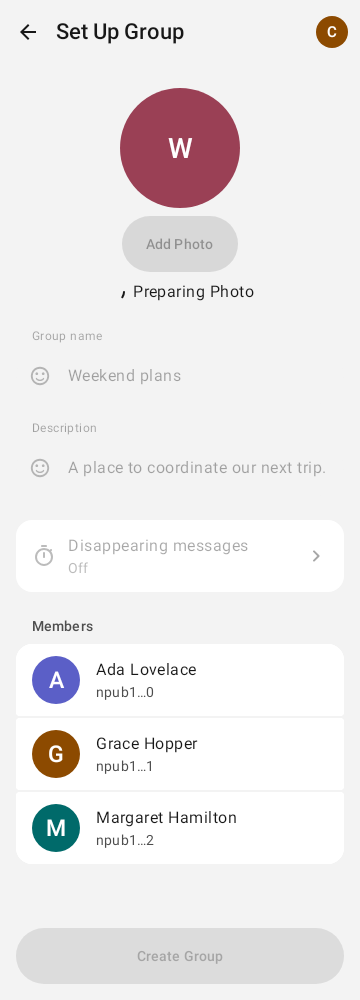 Set Up Group
C
W
Add Photo
Preparing Photo
Group name
Weekend plans
Description
A place to coordinate our next trip.
Disappearing messages
Off
Members
A
Ada Lovelace
npub1…0
G
Grace Hopper
npub1…1
M
Margaret Hamilton
npub1…2
Create Group